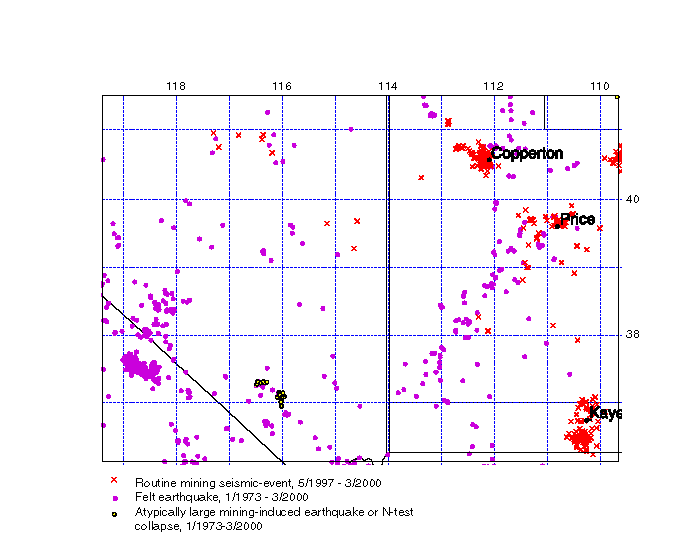 118 116 114 112 110
Copperton
40
Price
38
Kaye
Routine mining seismic-event, 5/1997 - 3/2000
Felt earthquake, 1/1973 - 3/2000
Atypically large mining-induced earthquake or N-test
collapse, 1/1973-3/2000